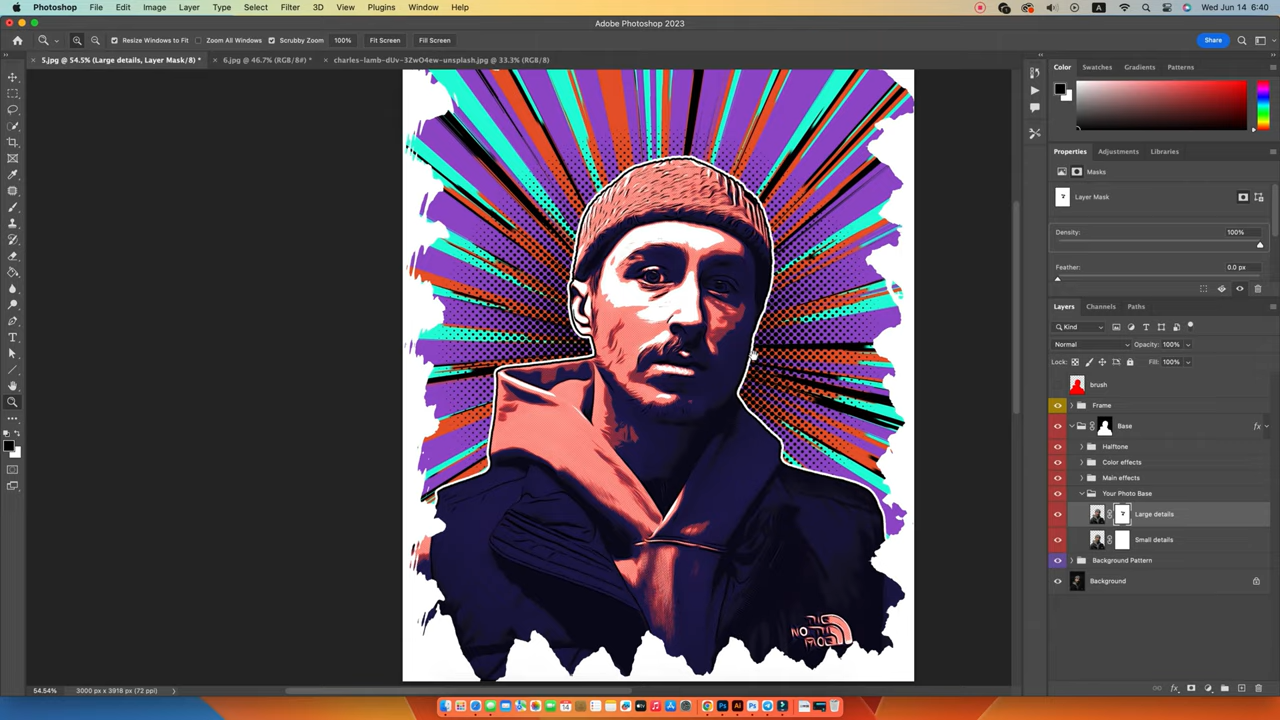 Photoshop File Edit Image Layer Type Select Filter 3D View Plugins Window Help A Wed Jun 14 6:40
Adobe Photoshop 2023
Resize Windows to Fit Scrubby Zoom All Windows Scrubby Zoom 100% Fit Screen Fill Screen Share
5.jpg @ 54.5% (Large details, Layer Mask/8) * × 6.jpg @ 46.7% (RGB/8#) * × charles-lamb-dUv-3ZwO4ew-unsplash.jpg @ 33.3% (RGB/8)
Color Swatches Gradients Patterns
Properties Adjustments Libraries
Masks
Layer Mask
Density: 100%
Feather: 0.0 px
Layers Channels Paths
Kind
Normal Opacity: 100%
Lock: Fill: 100%
brush
Frame
Base fx
Halftone
Color effects
Main effects
Your Photo Base
Large details
Small details
Background Pattern
Background
54.54% 3000 px x 3918 px (72 ppi)